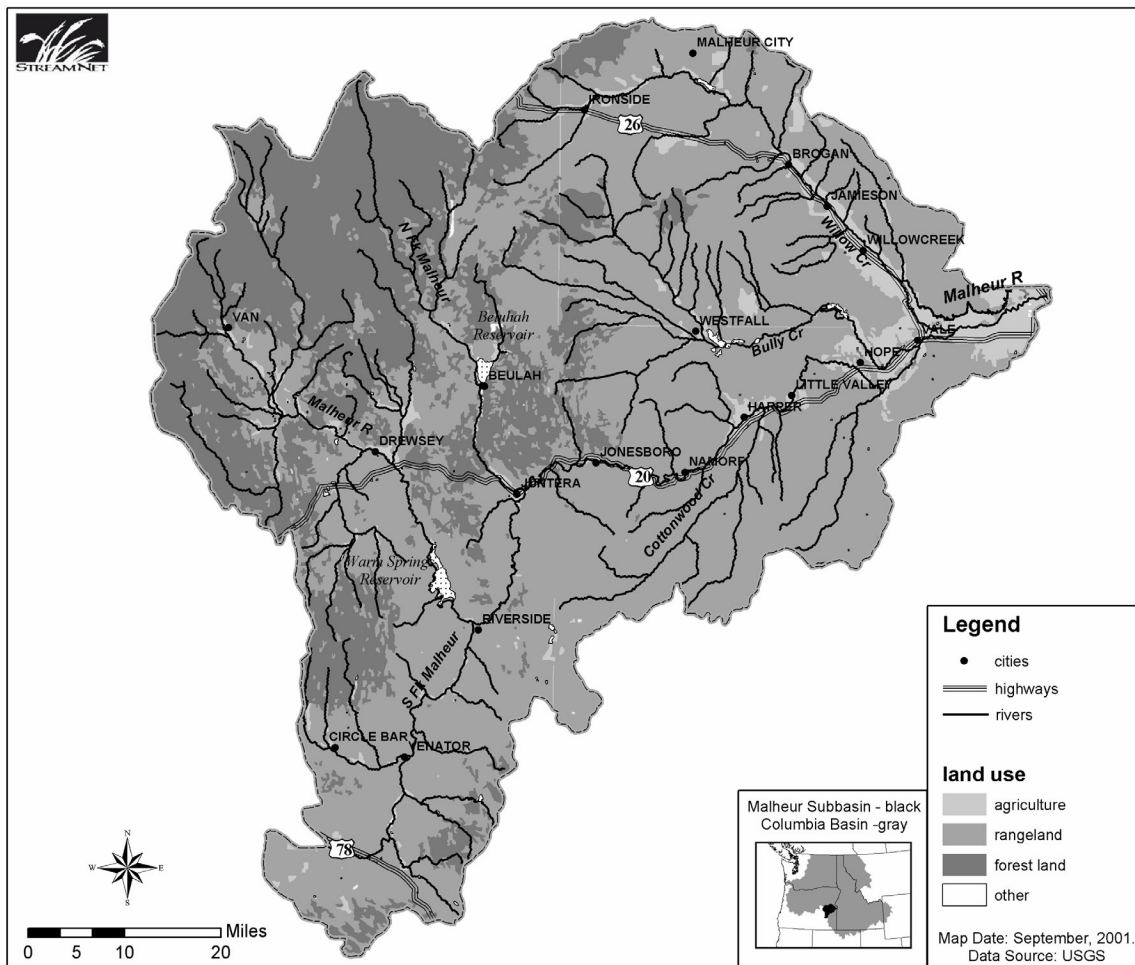 STREAMNET
MALHEUR CITY
IRONSIDE
26
BROGAN
JAMIESON
Willow Cr
WILLOWCREEK
N Fk Malheur
Malheur R
VAN
Beulah
Reservoir
WESTFALL
Bully Cr
VALE
HOPE
BEULAH
LITTLE VALLEY
Malheur R
HARPER
DREWSEY
JONESBORO
NAMORF
20
JUNTERA
Cottonwood Cr
Warm Springs
Reservoir
RIVERSIDE
S Fk Malheur
CIRCLE BAR
VENATOR
78
N
W
E
S
Miles
0 5 10 20
Legend
cities
highways
rivers
land use
agriculture
rangeland
forest land
other
Malheur Subbasin - black
Columbia Basin -gray
Map Date: September, 2001.
Data Source: USGS